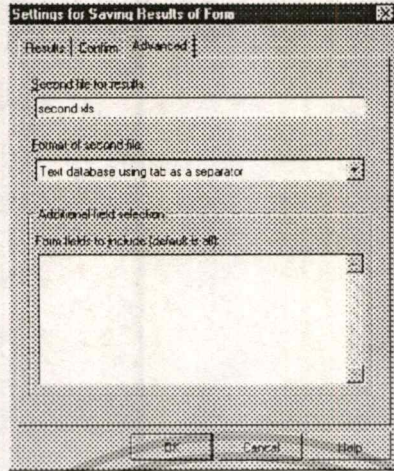 Settings for Saving Results of Form
Results Confirm Advanced
Second file for results:
second.xls
Format of second file:
Text database using tab as a separator
Additional field selection
Form fields to include (default is all):
OK Cancel Help